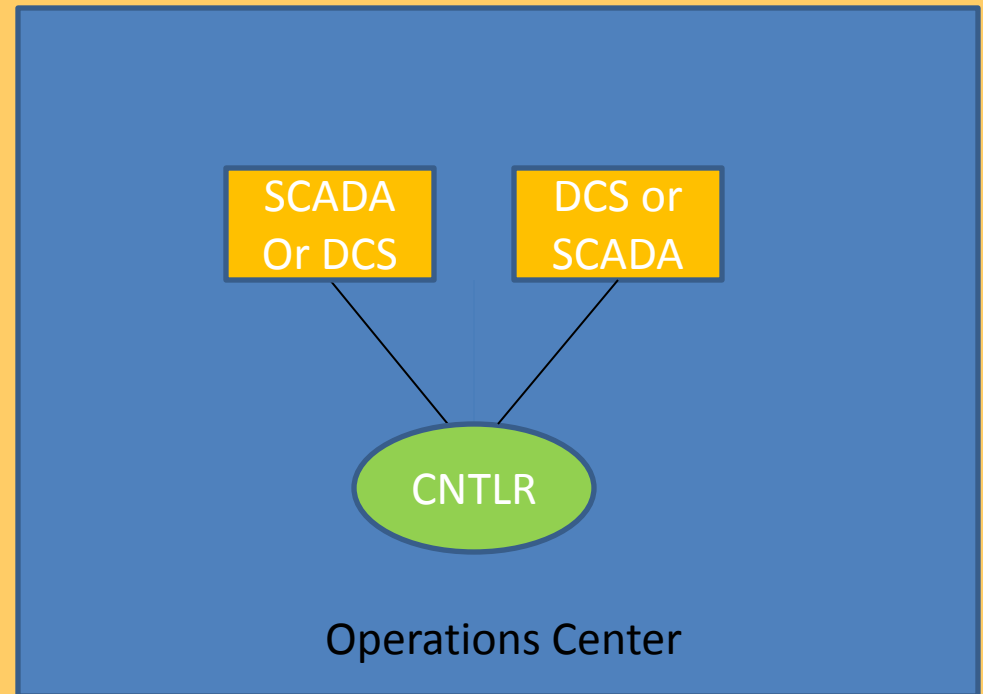 SCADA
Or DCS
DCS or
SCADA
CNTLR
Operations Center